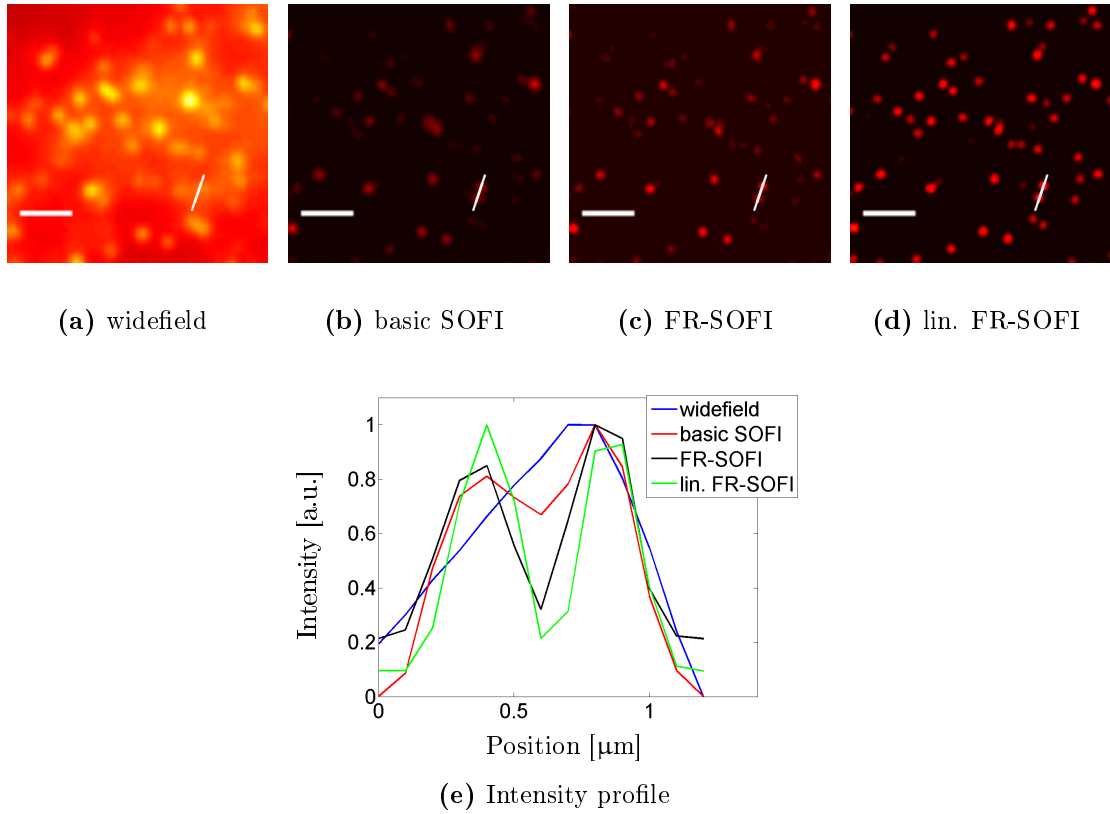 (a) widefield
(b) basic SOFI
(c) FR-SOFI
(d) lin. FR-SOFI
widefield
basic SOFI
FR-SOFI
lin. FR-SOFI
1
0.8
0.6
0.4
0.2
0
Intensity [a.u.]
0 0.5 1
Position [μm]
(e) Intensity profile